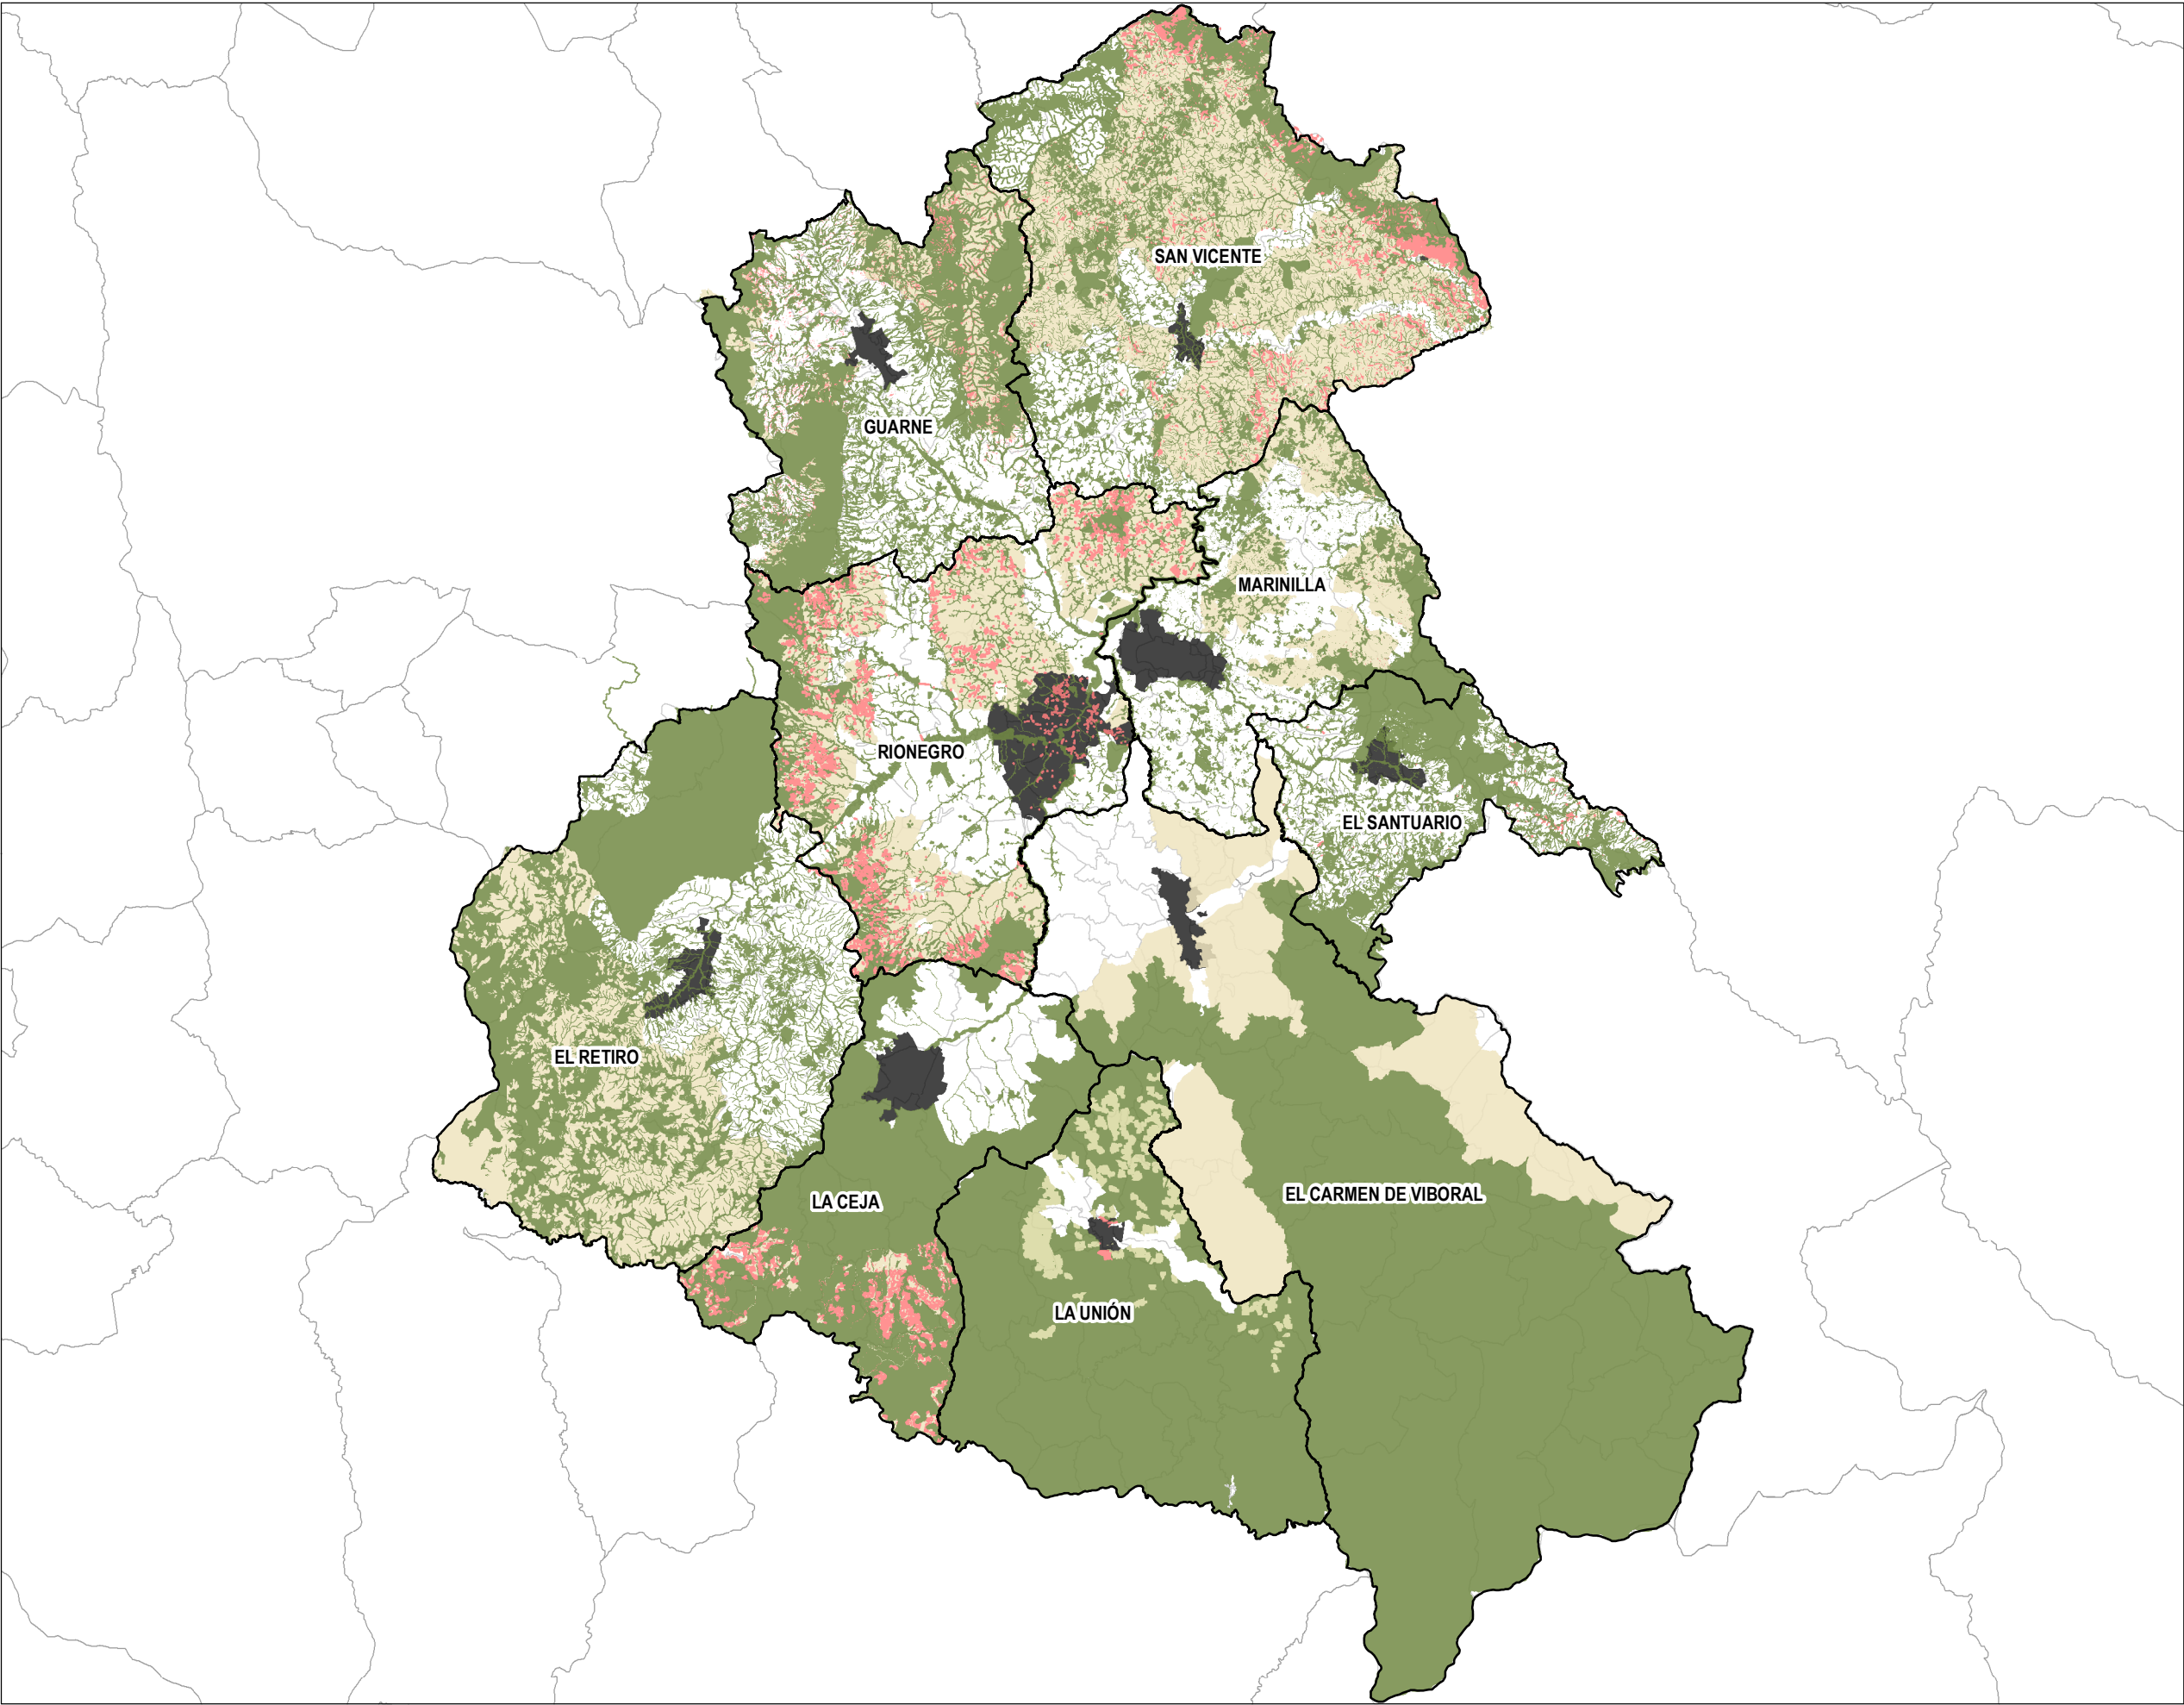 SAN VICENTE
GUARNE
MARINILLA
RIONEGRO
EL SANTUARIO
EL RETIRO
LA CEJA
EL CARMEN DE VIBORAL
LA UNIÓN